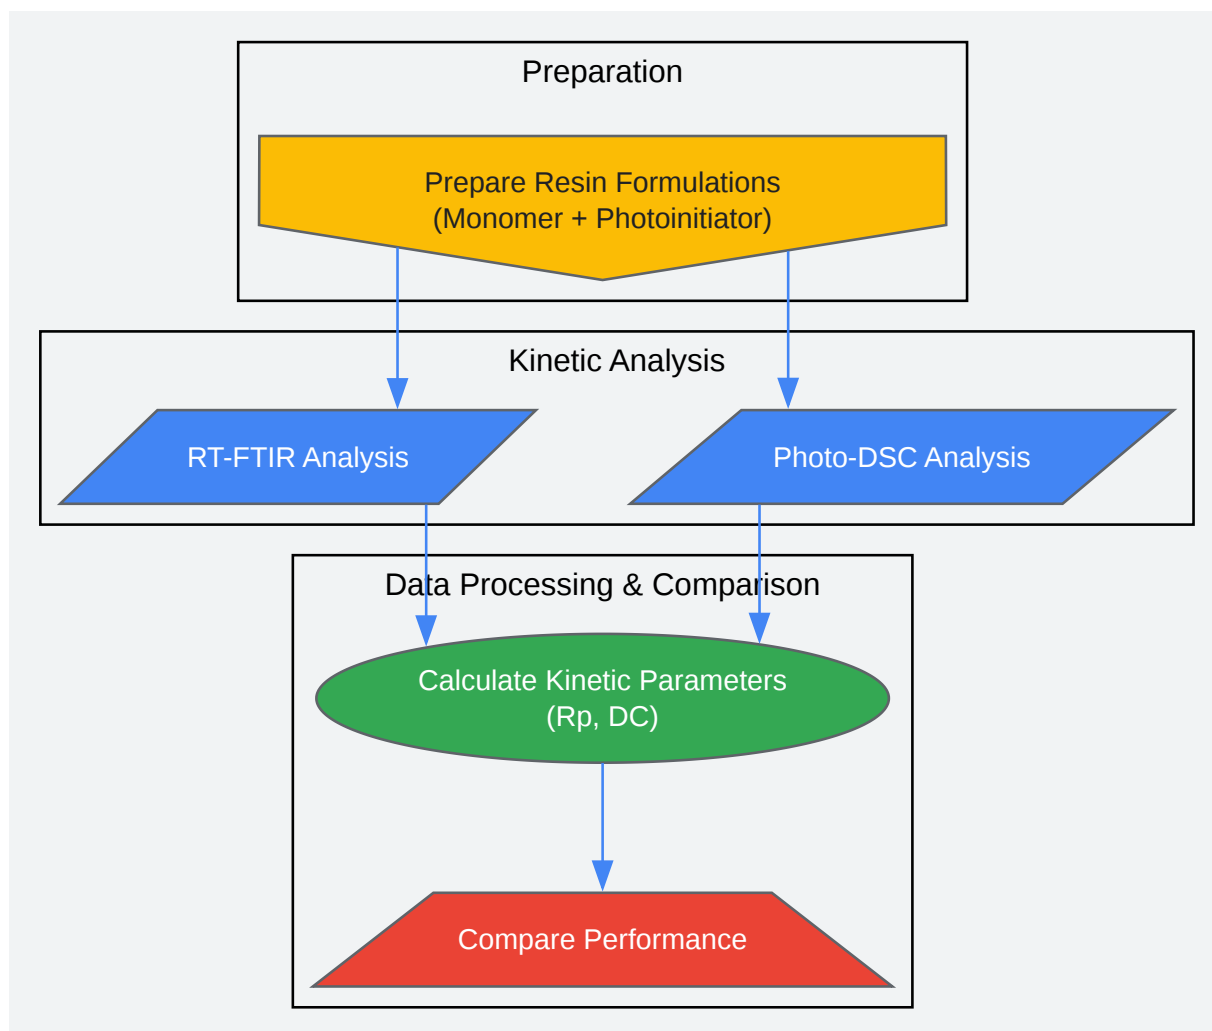 Preparation
Prepare Resin Formulations
(Monomer + Photoinitiator)
Kinetic Analysis
RT-FTIR Analysis
Photo-DSC Analysis
Data Processing & Comparison
Calculate Kinetic Parameters
(Rp, DC)
Compare Performance